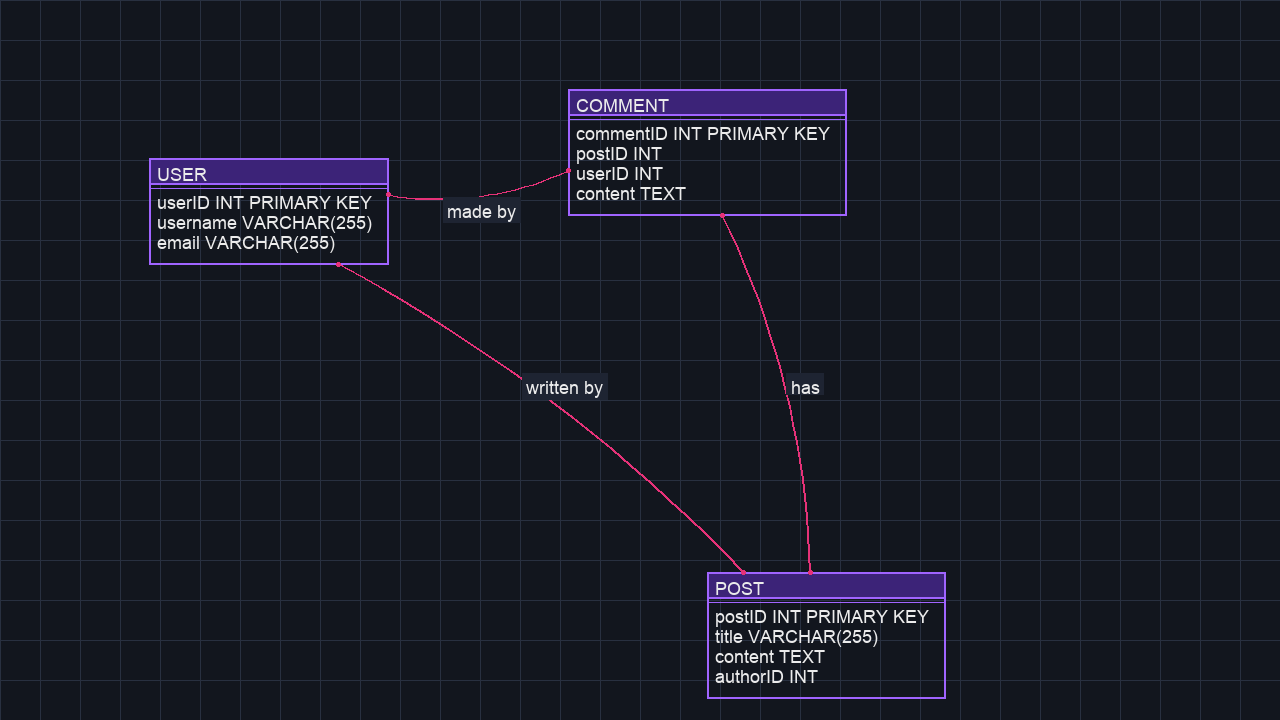 COMMENT
commentID INT PRIMARY KEY
postID INT
userID INT
content TEXT
USER
userID INT PRIMARY KEY
username VARCHAR(255)
email VARCHAR(255)
made by
written by
has
POST
postID INT PRIMARY KEY
title VARCHAR(255)
content TEXT
authorID INT